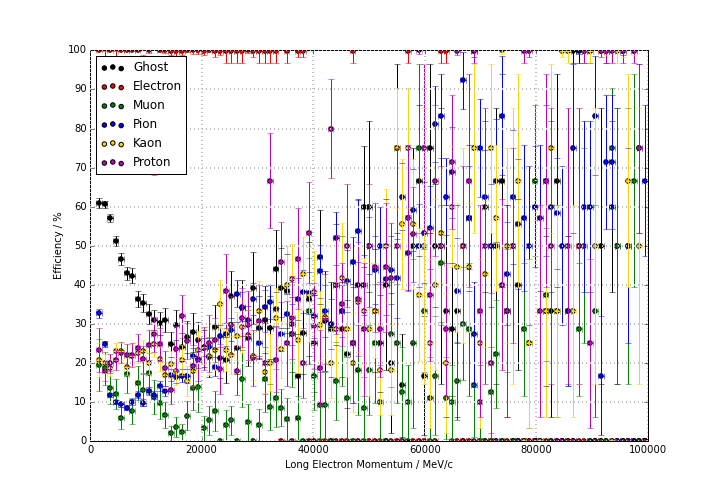 100
90
80
70
60
50
40
30
20
10
0
Efficiency / %
Ghost
Electron
Muon
Pion
Kaon
Proton
0
20000
40000
60000
80000
100000
Long Electron Momentum / MeV/c